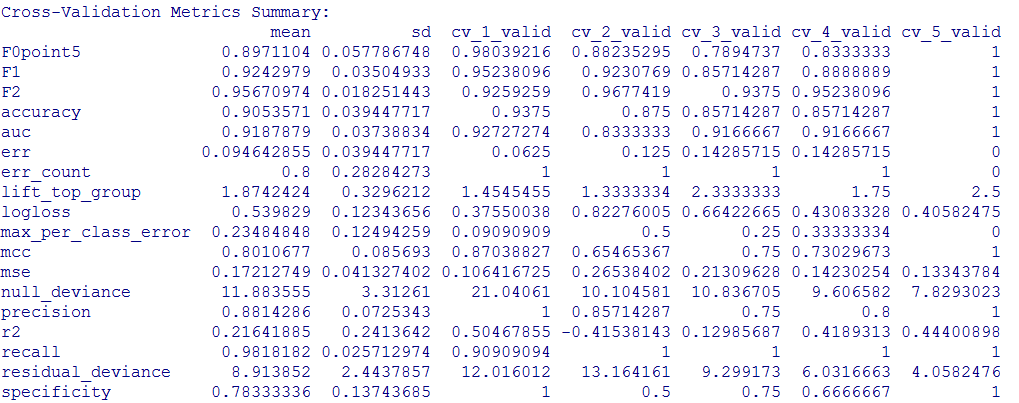 Cross-Validation Metrics Summary:
mean sd cv_1_valid cv_2_valid cv_3_valid cv_4_valid cv_5_valid
F0point5 0.8971104 0.057786748 0.98039216 0.88235295 0.7894737 0.8333333 1
F1 0.9242979 0.03504933 0.95238096 0.9230769 0.85714287 0.8888889 1
F2 0.95670974 0.018251443 0.9259259 0.9677419 0.9375 0.95238096 1
accuracy 0.9053571 0.039447717 0.9375 0.875 0.85714287 0.85714287 1
auc 0.9187879 0.03738834 0.92727274 0.8333333 0.9166667 0.9166667 1
err 0.094642855 0.039447717 0.0625 0.125 0.14285715 0.14285715 0
err_count 0.8 0.28284273 1 1 1 1 0
lift_top_group 1.8742424 0.3296212 1.4545455 1.3333334 2.3333333 1.75 2.5
logloss 0.539829 0.12343656 0.37550038 0.82276005 0.66422665 0.43083328 0.40582475
max_per_class_error 0.23484848 0.12494259 0.09090909 0.5 0.25 0.33333334 0
mcc 0.8010677 0.085693 0.87038827 0.65465367 0.75 0.73029673 1
mse 0.17212749 0.041327402 0.106416725 0.26538402 0.21309628 0.14230254 0.13343784
null_deviance 11.883555 3.31261 21.04061 10.104581 10.836705 9.606582 7.8293023
precision 0.8814286 0.0725343 1 0.85714287 0.75 0.8 1
r2 0.21641885 0.2413642 0.50467855 -0.41538143 0.12985687 0.4189313 0.44400898
recall 0.9818182 0.025712974 0.90909094 1 1 1 1
residual_deviance 8.913852 2.4437857 12.016012 13.164161 9.299173 6.0316663 4.0582476
specificity 0.78333336 0.13743685 1 0.5 0.75 0.6666667 1